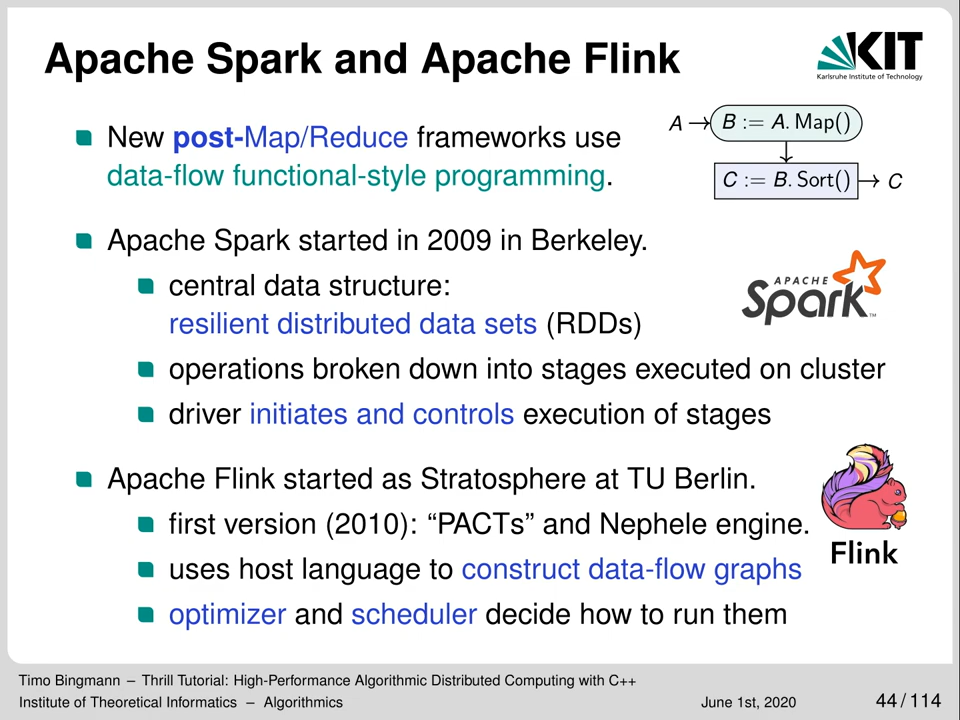 Apache Spark and Apache Flink
KIT
Karlsruhe Institute of Technology
New post-Map/Reduce frameworks use
data-flow functional-style programming.
A → B := A. Map()
C := B. Sort() → C
Apache Spark started in 2009 in Berkeley.
central data structure:
resilient distributed data sets (RDDs)
APACHE
Spark™
operations broken down into stages executed on cluster
driver initiates and controls execution of stages
Apache Flink started as Stratosphere at TU Berlin.
first version (2010): “PACTs” and Nephele engine.
Flink
uses host language to construct data-flow graphs
optimizer and scheduler decide how to run them
Timo Bingmann – Thrill Tutorial: High-Performance Algorithmic Distributed Computing with C++
Institute of Theoretical Informatics – Algorithmics June 1st, 2020 44 / 114